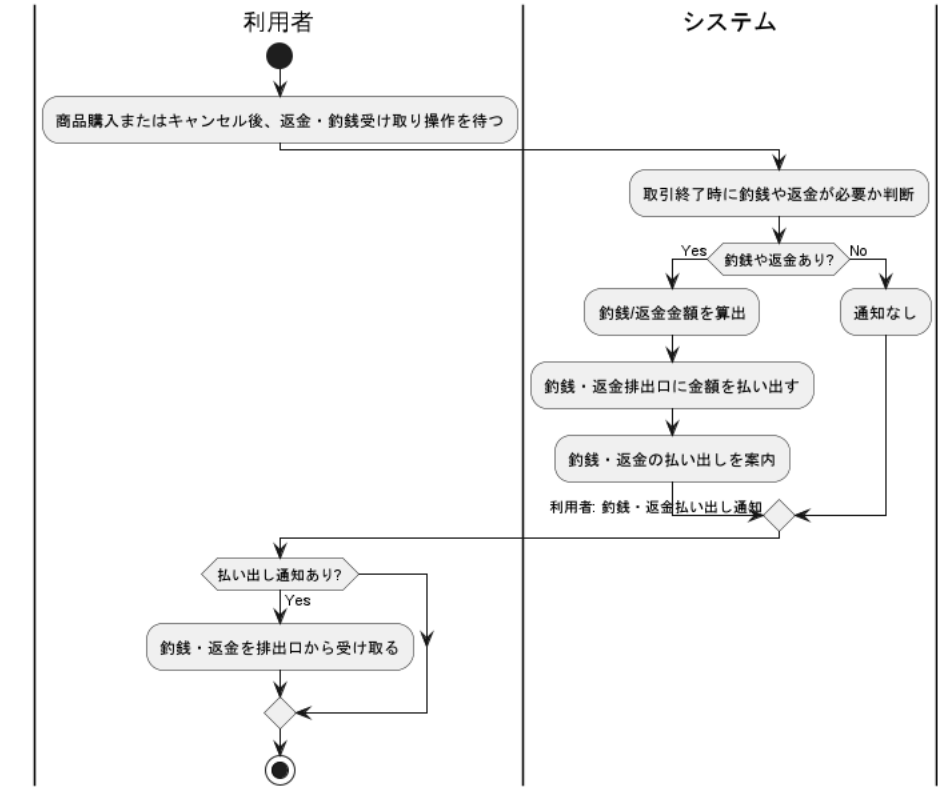 利用者
システム
商品購入またはキャンセル後、返金・釣銭受け取り操作を待つ
取引終了時に釣銭や返金が必要か判断
Yes
釣銭や返金あり?
No
釣銭/返金金額を算出
通知なし
釣銭・返金排出口に金額を払い出す
釣銭・返金の払い出しを案内
利用者: 釣銭・返金払い出し通知
払い出し通知あり?
Yes
釣銭・返金を排出口から受け取る